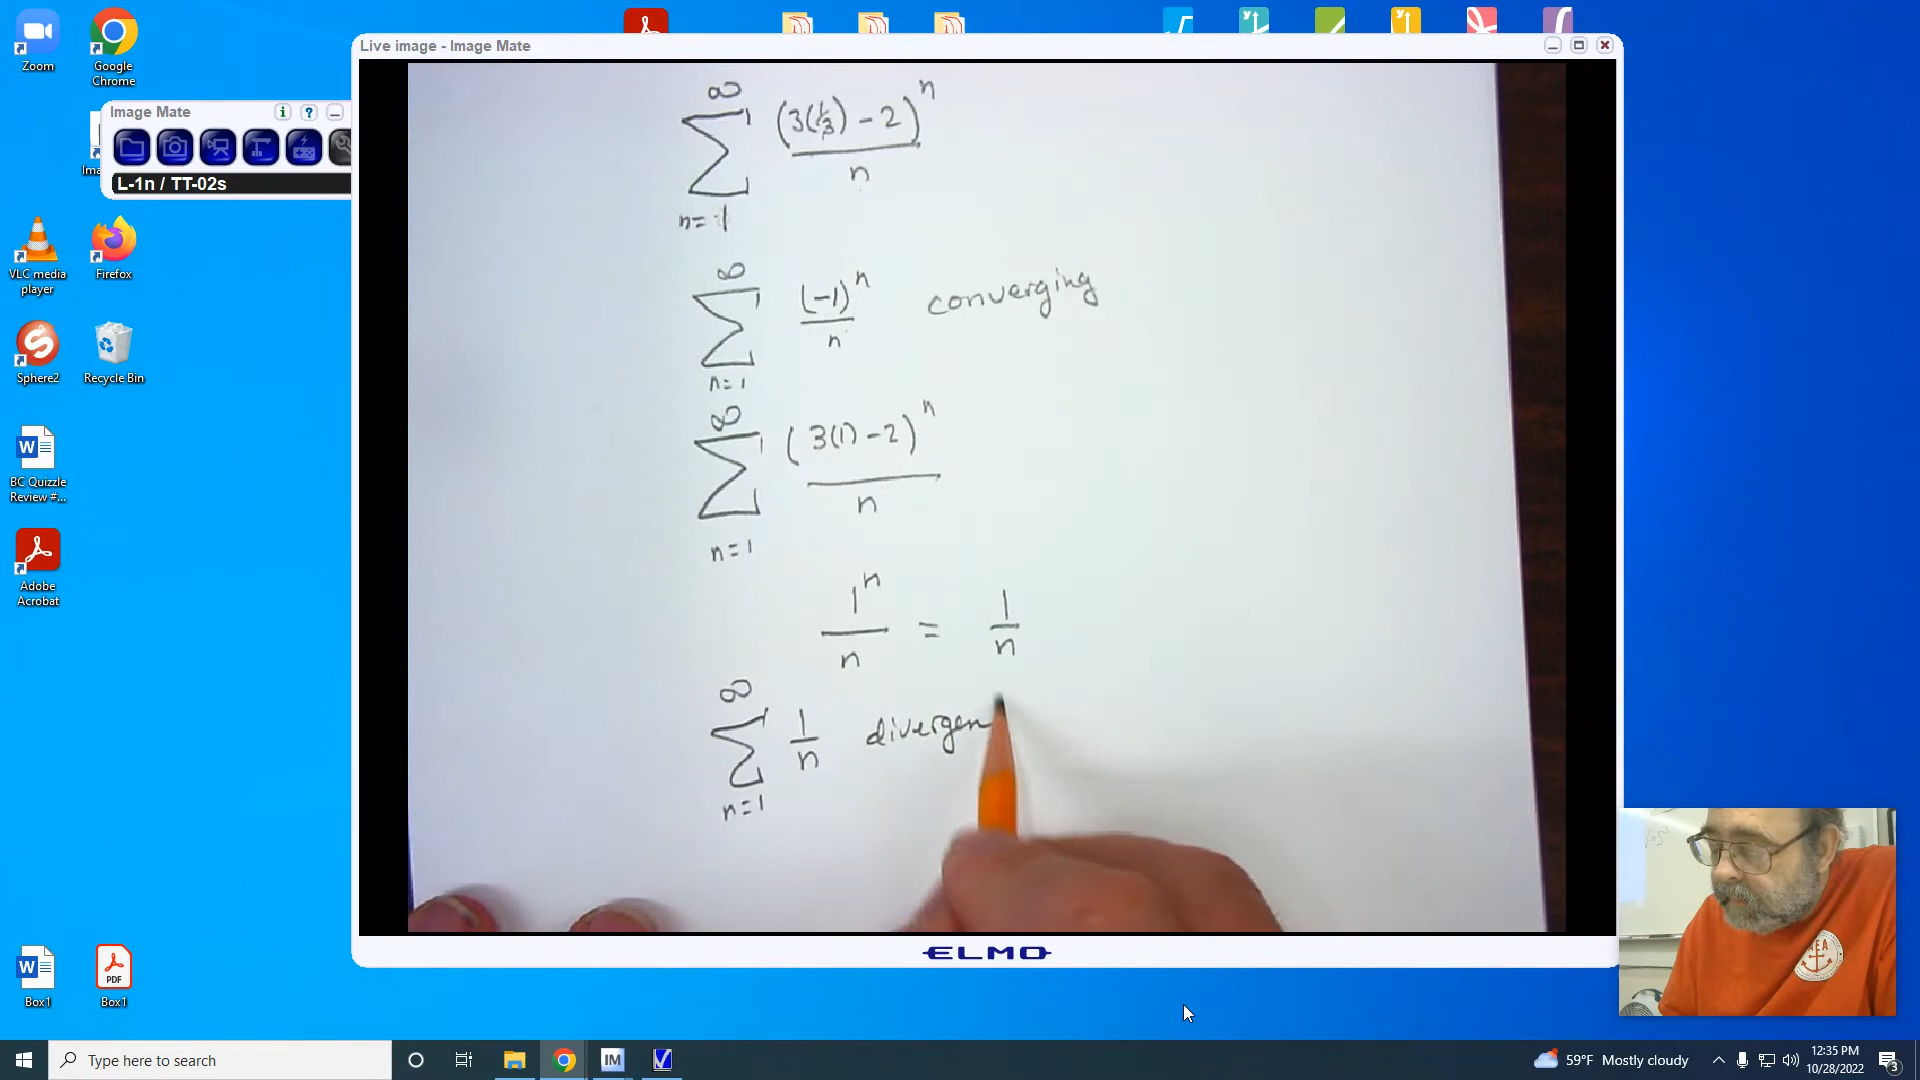 Zoom
Google Chrome
Live image - Image Mate
Image Mate
L-1n / TT-02s
VLC media player
Firefox
Sphere2
Recycle Bin
BC Quizzle Review #...
Adobe Acrobat
Box1
PDF
Box1
∞ (3(1/3) - 2)^n
Σ n
n=1
∞ (-1)^n converging
Σ n
n=1
∞ (3(1) - 2)^n
Σ n
n=1
1^n / n = 1/n
∞
Σ 1/n divergen
n=1
ELMO
Type here to search
IM
59°F Mostly cloudy
12:35 PM
10/28/2022
3